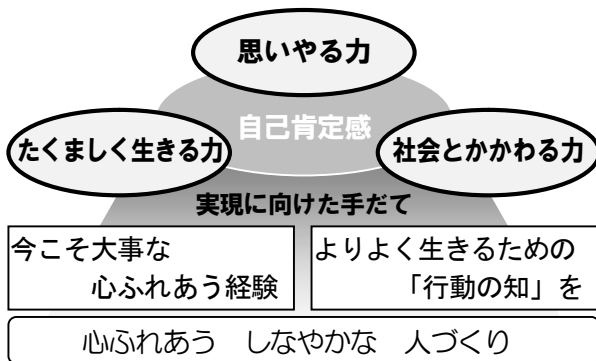 思いやる力
自己肯定感
たくましく生きる力
社会とかかわる力
実現に向けた手だて
今こそ大事な
心ふれあう経験
よりよく生きるための
「行動の知」を
心ふれあう　しなやかな　人づくり